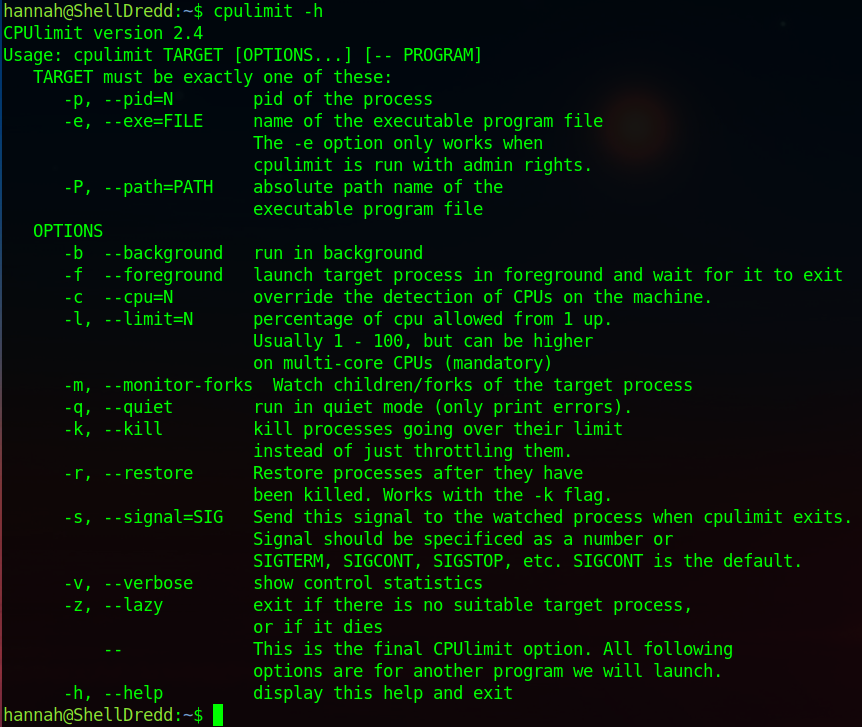 hannah@ShellDredd:~$ cpulimit -h
CPUlimit version 2.4
Usage: cpulimit TARGET [OPTIONS...] [-- PROGRAM]
   TARGET must be exactly one of these:
      -p, --pid=N        pid of the process
      -e, --exe=FILE     name of the executable program file
                         The -e option only works when
                         cpulimit is run with admin rights.
      -P, --path=PATH    absolute path name of the
                         executable program file
   OPTIONS
      -b  --background   run in background
      -f  --foreground   launch target process in foreground and wait for it to exit
      -c  --cpu=N        override the detection of CPUs on the machine.
      -l, --limit=N      percentage of cpu allowed from 1 up.
                         Usually 1 - 100, but can be higher
                         on multi-core CPUs (mandatory)
      -m, --monitor-forks  Watch children/forks of the target process
      -q, --quiet        run in quiet mode (only print errors).
      -k, --kill         kill processes going over their limit
                         instead of just throttling them.
      -r, --restore      Restore processes after they have
                         been killed. Works with the -k flag.
      -s, --signal=SIG   Send this signal to the watched process when cpulimit exits.
                         Signal should be specificed as a number or
                         SIGTERM, SIGCONT, SIGSTOP, etc. SIGCONT is the default.
      -v, --verbose      show control statistics
      -z, --lazy         exit if there is no suitable target process,
                         or if it dies
          --             This is the final CPUlimit option. All following
                         options are for another program we will launch.
      -h, --help         display this help and exit
hannah@ShellDredd:~$